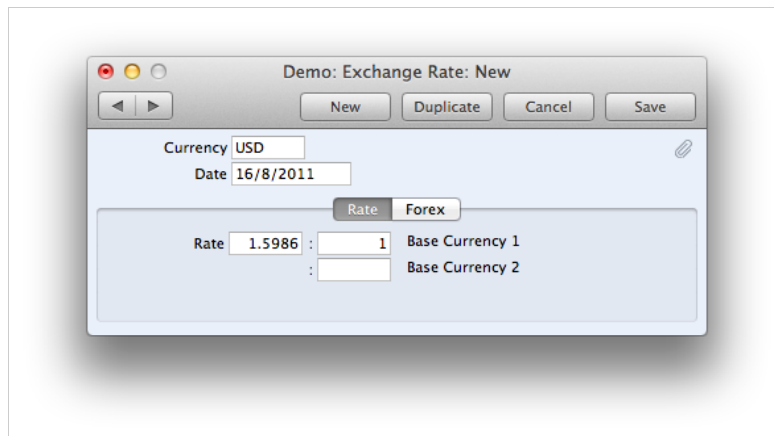 Demo: Exchange Rate: New
New Duplicate Cancel Save
Currency USD
Date 16/8/2011
Rate Forex
Rate 1.5986 : 1 Base Currency 1
: Base Currency 2